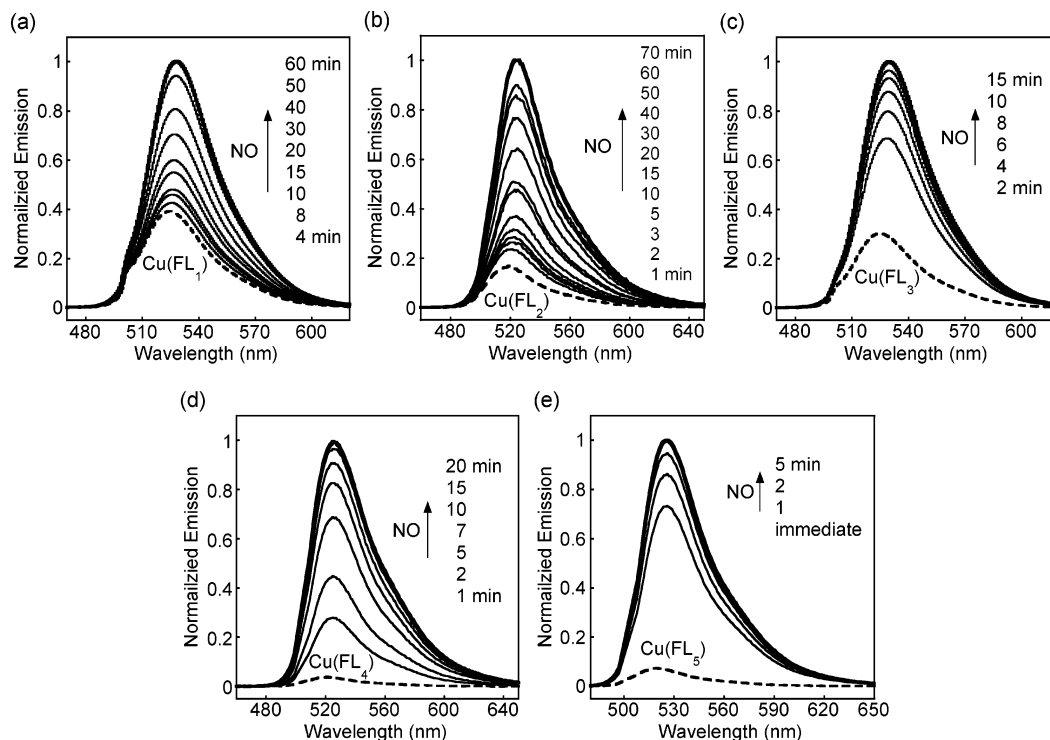 (a)
Normailzied Emission
1
0.8
0.6
0.4
0.2
0
60 min
50
40
30
20
15
10
8
4 min
NO
Cu(FL1)
480 510 540 570 600
Wavelength (nm)
(b)
Normailzied Emission
1
0.8
0.6
0.4
0.2
0
70 min
60
50
40
30
20
15
10
5
3
2
1 min
NO
Cu(FL2)
480 520 560 600 640
Wavelength (nm)
(c)
Normailzied Emission
1
0.8
0.6
0.4
0.2
0
15 min
10
8
6
4
2 min
NO
Cu(FL3)
480 510 540 570 600
Wavelength (nm)
(d)
Normailzied Emission
1
0.8
0.6
0.4
0.2
0
20 min
15
10
7
5
2
1 min
NO
Cu(FL4)
480 520 560 600 640
Wavelength (nm)
(e)
Normailzied Emission
1
0.8
0.6
0.4
0.2
0
5 min
2
1
immediate
NO
Cu(FL5)
500 530 560 590 620 650
Wavelength (nm)